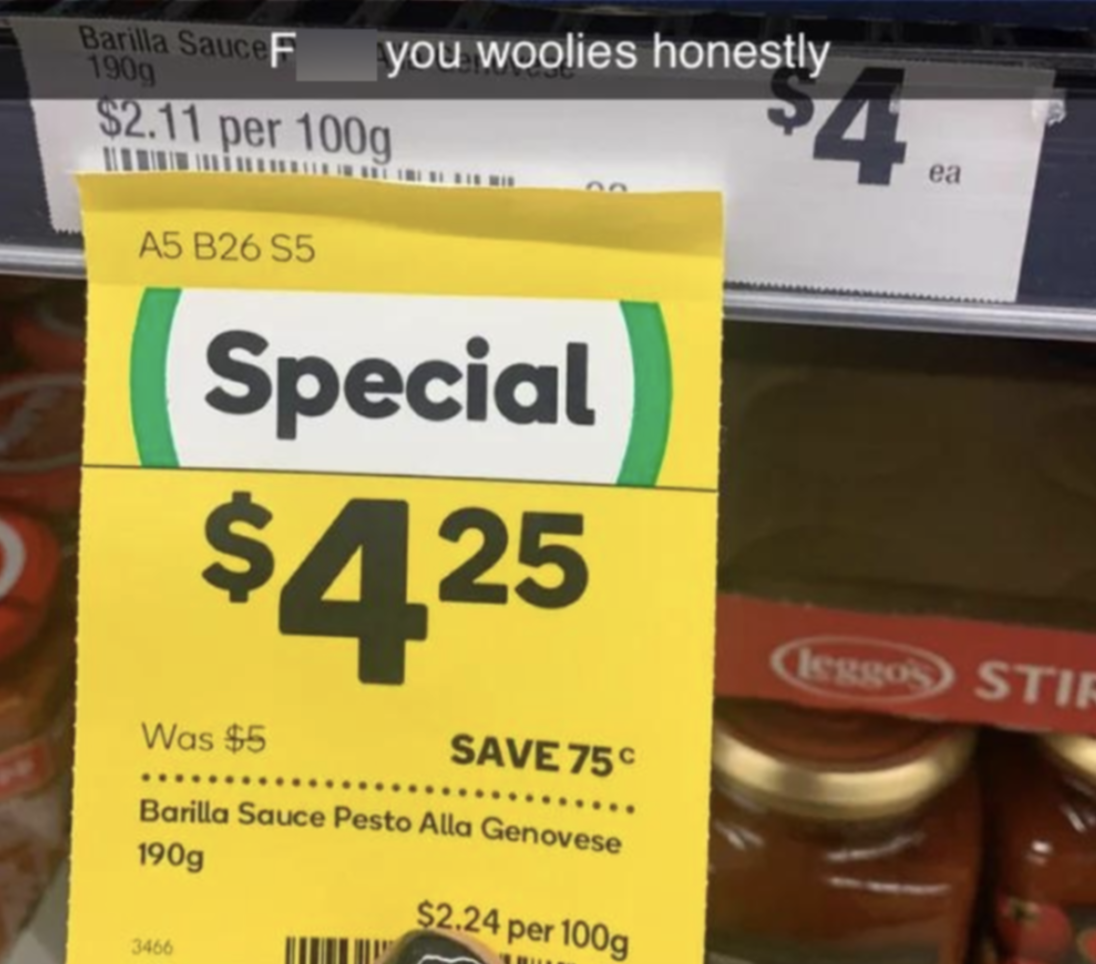 Barilla Sauce
F you woolies honestly
190g
$2.11 per 100g
$4 ea
A5 B26 S5
Special
$4 25
Was $5
SAVE 75c
Barilla Sauce Pesto Alla Genovese
190g
$2.24 per 100g
3466
Leggo's STIR